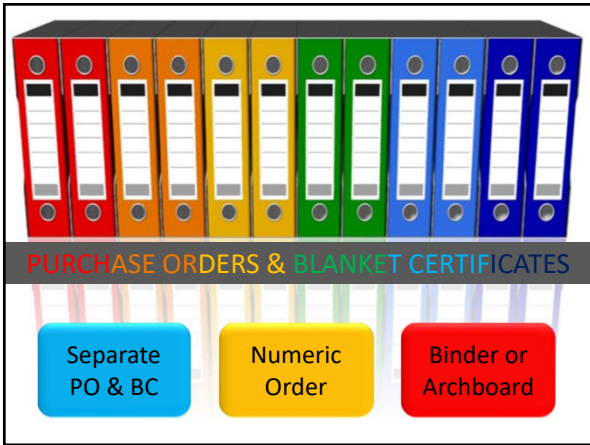 PURCHASE ORDERS & BLANKET CERTIFICATES
Separate
PO & BC
Numeric
Order
Binder or
Archboard